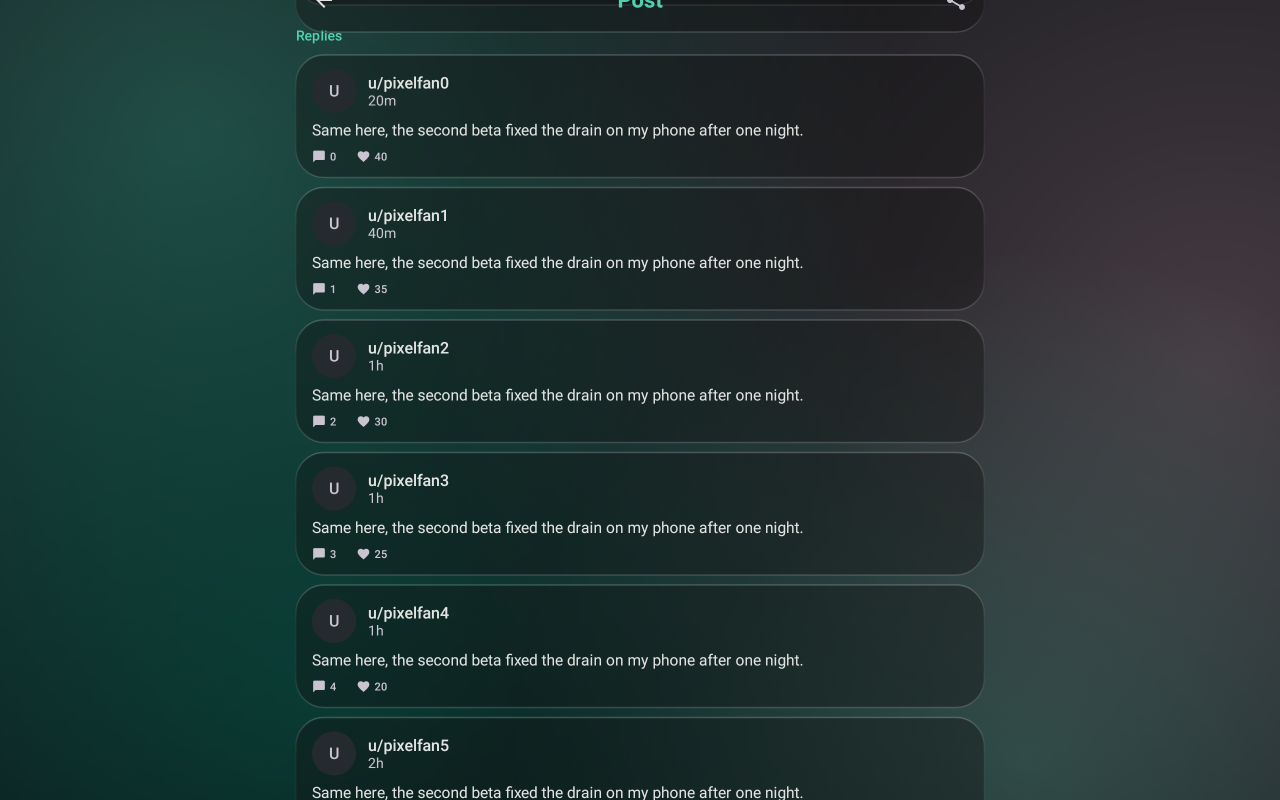 Post
Replies
U
u/pixelfan0
20m
Same here, the second beta fixed the drain on my phone after one night.
0 40
U
u/pixelfan1
40m
Same here, the second beta fixed the drain on my phone after one night.
1 35
U
u/pixelfan2
1h
Same here, the second beta fixed the drain on my phone after one night.
2 30
U
u/pixelfan3
1h
Same here, the second beta fixed the drain on my phone after one night.
3 25
U
u/pixelfan4
1h
Same here, the second beta fixed the drain on my phone after one night.
4 20
U
u/pixelfan5
2h
Same here, the second beta fixed the drain on my phone after one night.